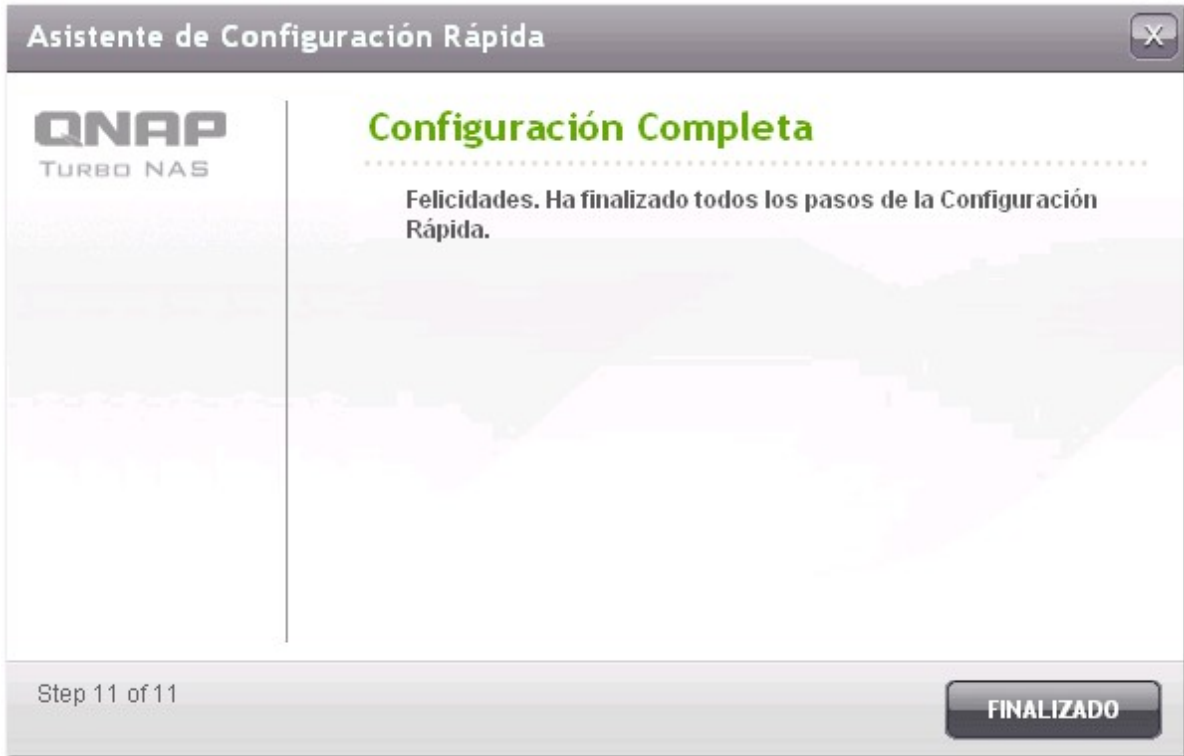 Asistente de Configuración Rápida
X
QNAP
TURBO NAS
Configuración Completa
Felicidades. Ha finalizado todos los pasos de la Configuración
Rápida.
Step 11 of 11
FINALIZADO